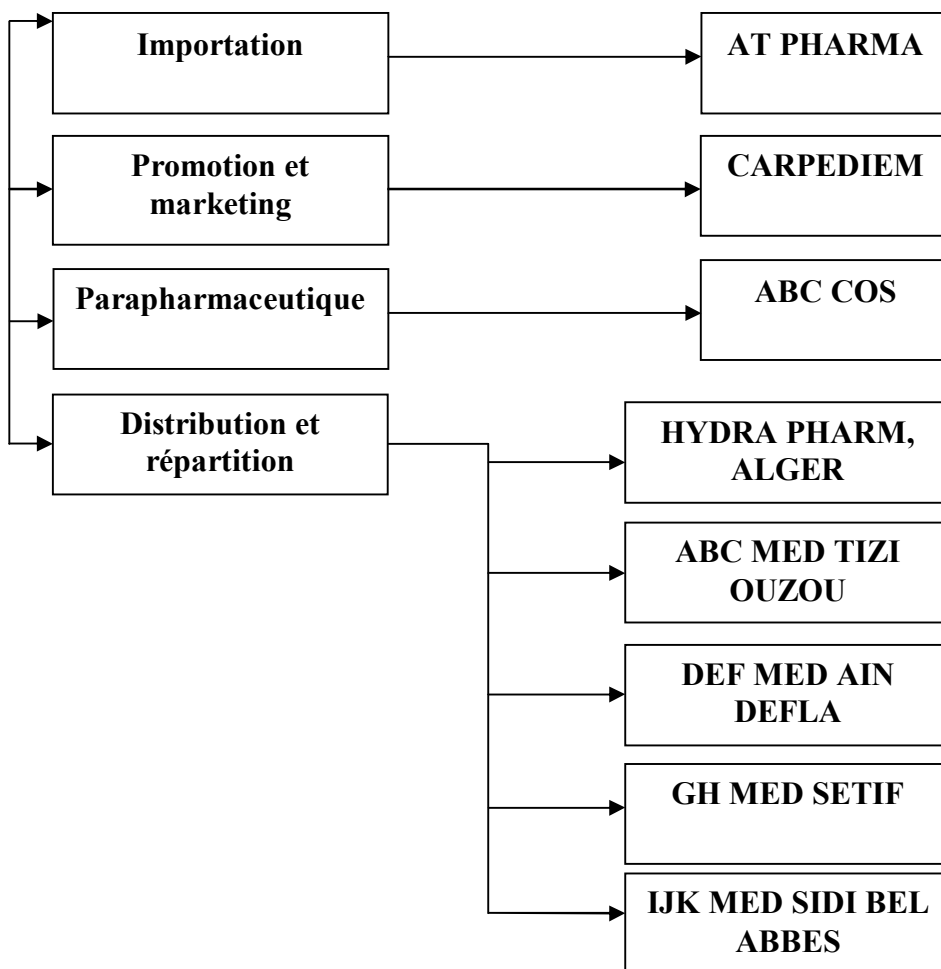 Importation
AT PHARMA
Promotion et
marketing
CARPEDIEM
Parapharmaceutique
ABC COS
Distribution et
répartition
HYDRA PHARM,
ALGER
ABC MED TIZI
OUZOU
DEF MED AIN
DEFLA
GH MED SETIF
IJK MED SIDI BEL
ABBES